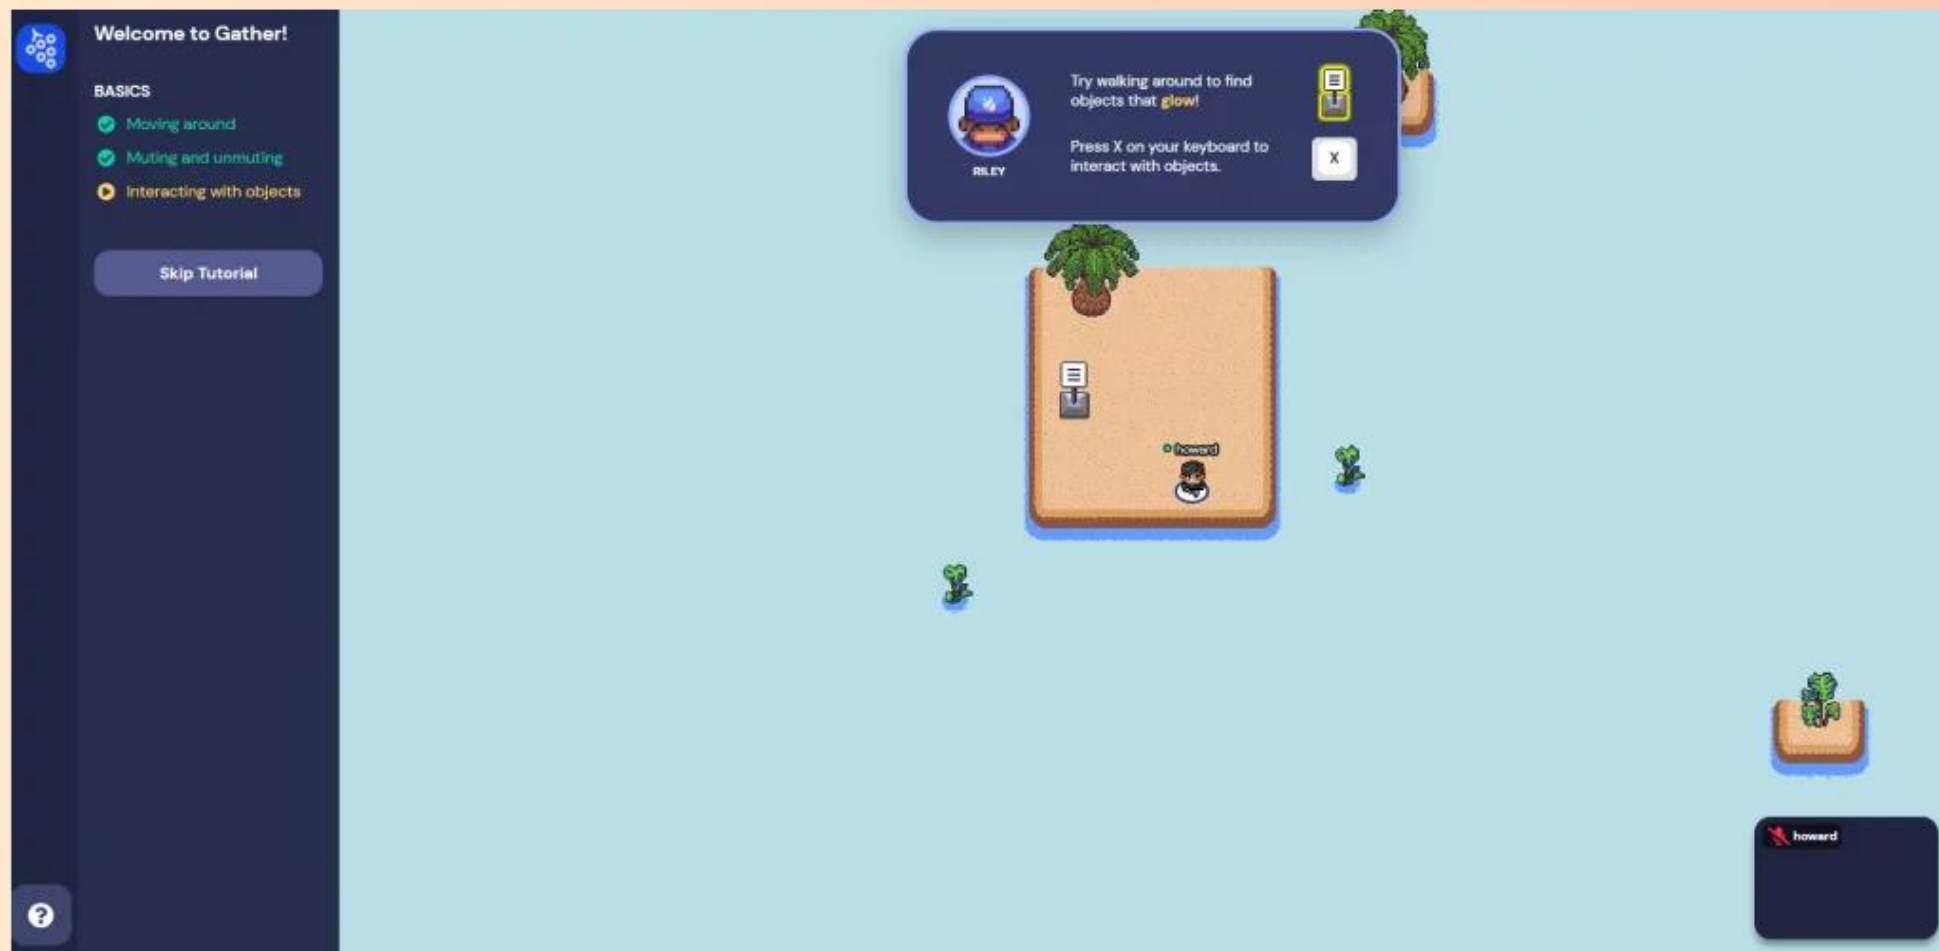 Welcome to Gather!
BASICS
Moving around
Muting and unmuting
Interacting with objects
Skip Tutorial
?
Try walking around to find
objects that glow!
Press X on your keyboard to
interact with objects.
X
RILEY
howard
howard